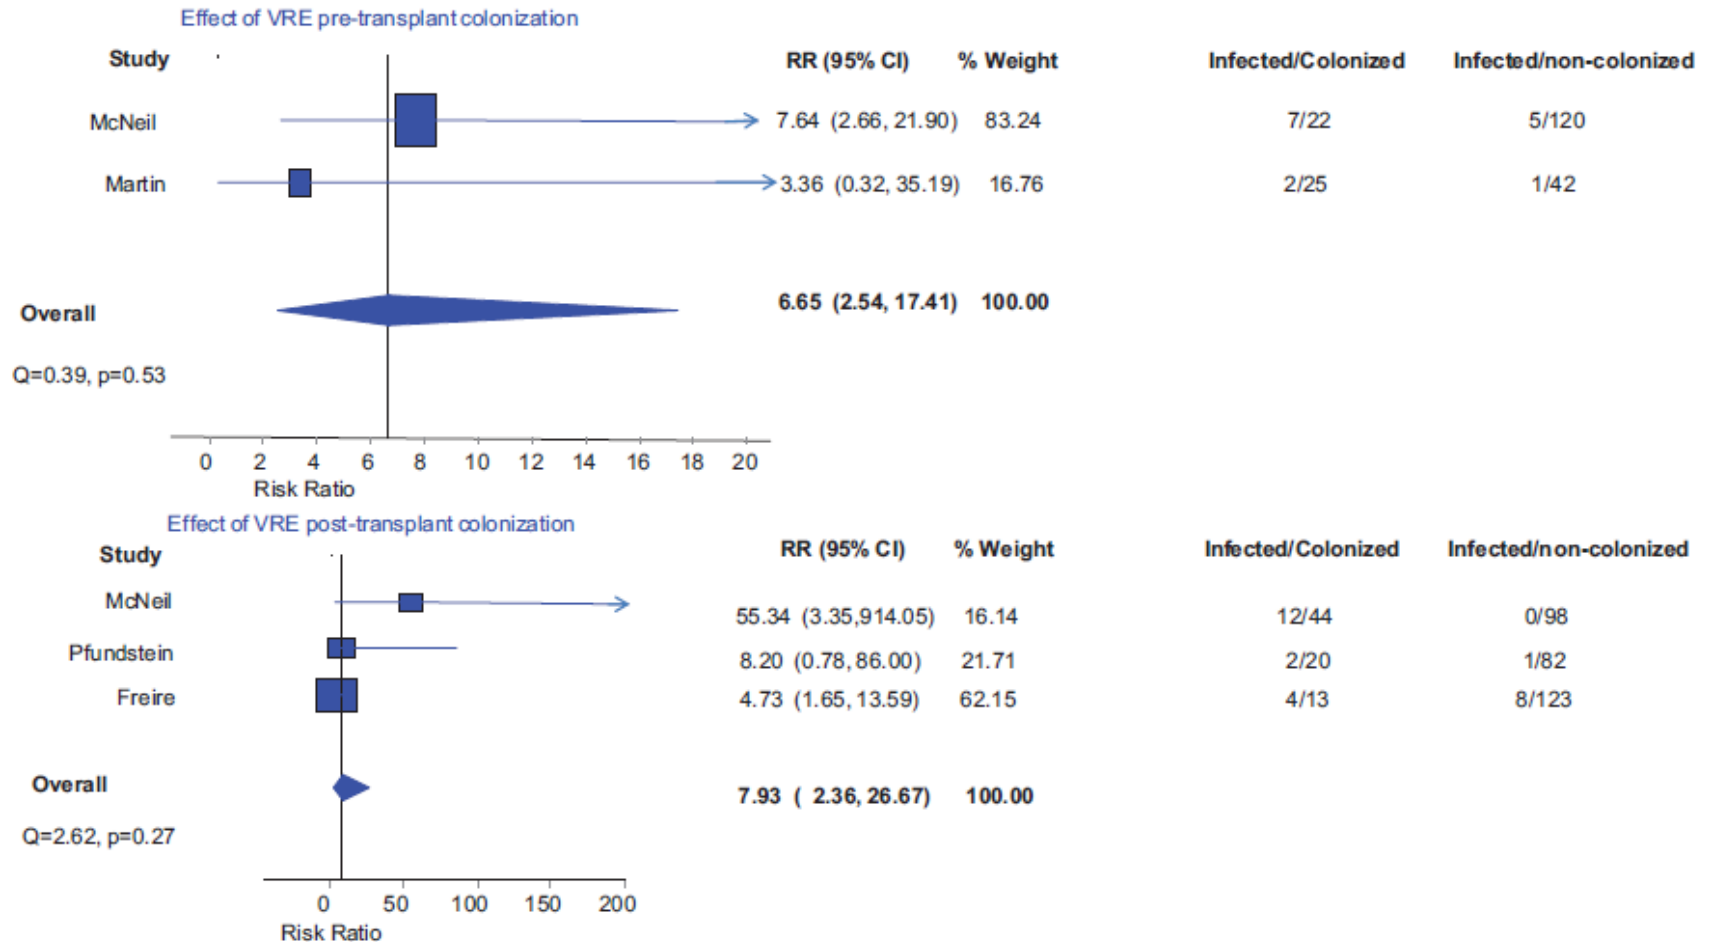 Effect of VRE pre-transplant colonization
Study RR (95% CI) % Weight Infected/Colonized Infected/non-colonized
McNeil 7.64 (2.66, 21.90) 83.24 7/22 5/120
Martin 3.36 (0.32, 35.19) 16.76 2/25 1/42
Overall 6.65 (2.54, 17.41) 100.00
Q=0.39, p=0.53
0 2 4 6 8 10 12 14 16 18 20
Risk Ratio
Effect of VRE post-transplant colonization
Study RR (95% CI) % Weight Infected/Colonized Infected/non-colonized
McNeil 55.34 (3.35,914.05) 16.14 12/44 0/98
Pfundstein 8.20 (0.78, 86.00) 21.71 2/20 1/82
Freire 4.73 (1.65, 13.59) 62.15 4/13 8/123
Overall 7.93 ( 2.36, 26.67) 100.00
Q=2.62, p=0.27
0 50 100 150 200
Risk Ratio